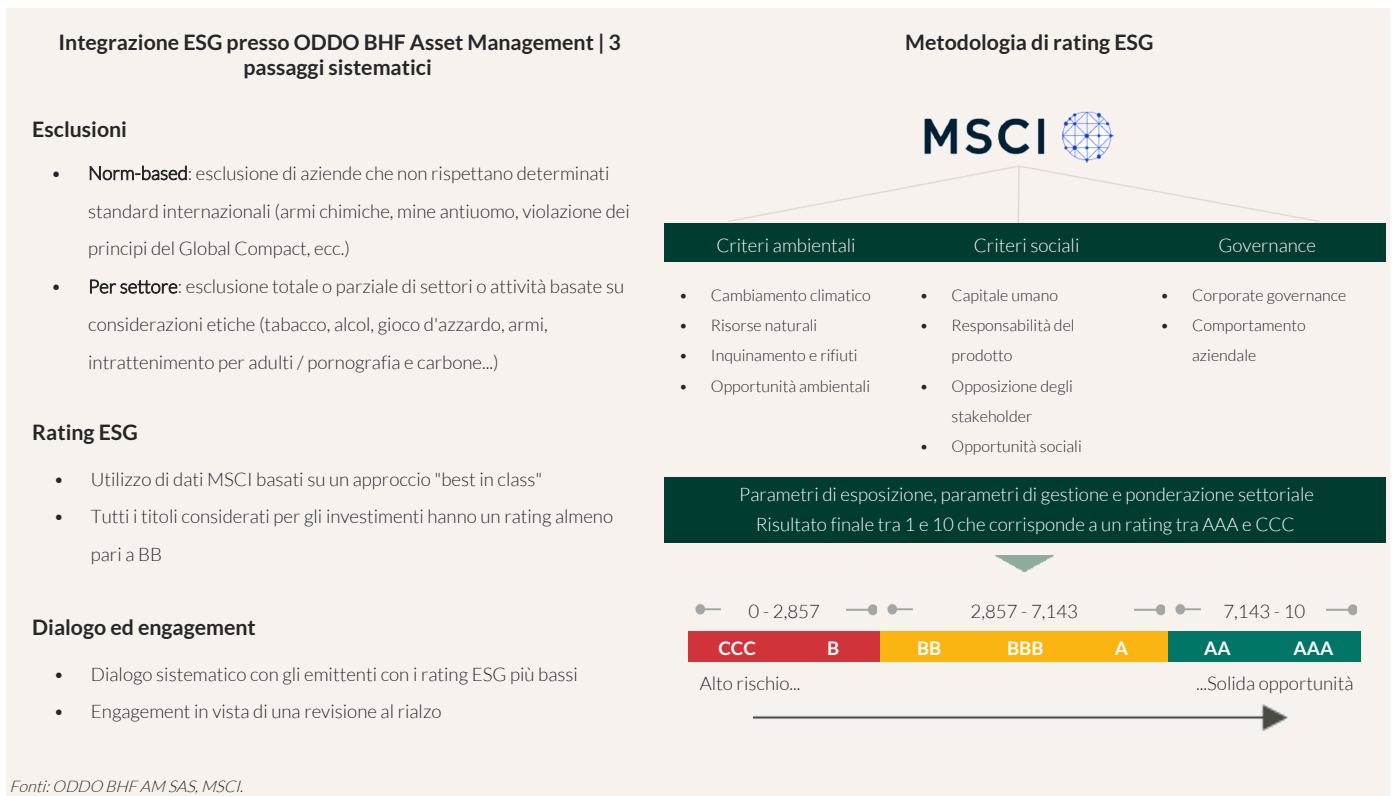 Integrazione ESG presso ODDO BHF Asset Management | 3
passaggi sistematici
Esclusioni
• Norm-based: esclusione di aziende che non rispettano determinati
standard internazionali (armi chimiche, mine antiuomo, violazione dei
principi del Global Compact, ecc.)
• Per settore: esclusione totale o parziale di settori o attività basate su
considerazioni etiche (tabacco, alcol, gioco d'azzardo, armi,
intrattenimento per adulti / pornografia e carbone...)
Rating ESG
• Utilizzo di dati MSCI basati su un approccio "best in class"
• Tutti i titoli considerati per gli investimenti hanno un rating almeno
pari a BB
Dialogo ed engagement
• Dialogo sistematico con gli emittenti con i rating ESG più bassi
• Engagement in vista di una revisione al rialzo
Metodologia di rating ESG
MSCI
Criteri ambientali
• Cambiamento climatico
• Risorse naturali
• Inquinamento e rifiuti
• Opportunità ambientali
Criteri sociali
• Capitale umano
• Responsabilità del
prodotto
• Opposizione degli
stakeholder
• Opportunità sociali
Governance
• Corporate governance
• Comportamento
aziendale
Parametri di esposizione, parametri di gestione e ponderazione settoriale
Risultato finale tra 1 e 10 che corrisponde a un rating tra AAA e CCC
0 - 2,857 2,857 - 7,143 7,143 - 10
CCC B BB BBB A AA AAA
Alto rischio... ...Solida opportunità
Fonti: ODDO BHF AM SAS, MSCI.